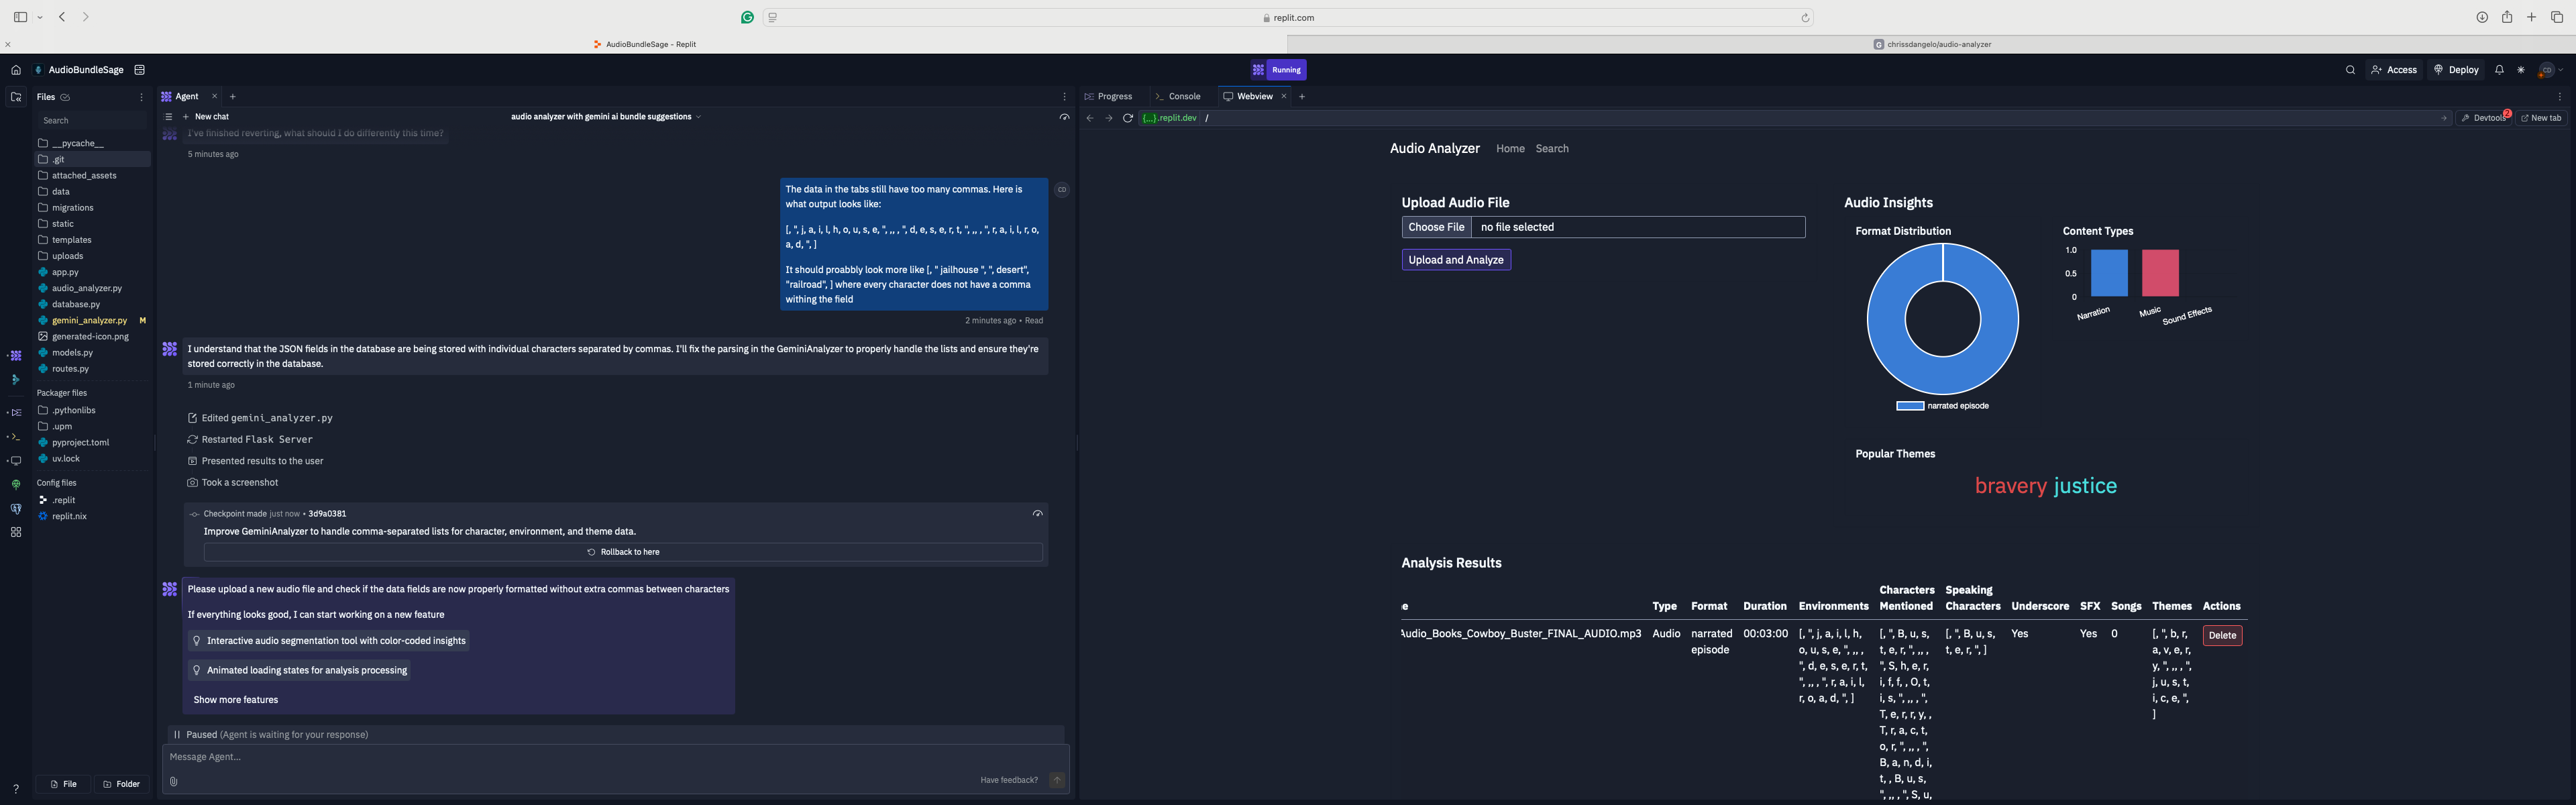 replit.com
AudioBundleSage - Replit
chrissdangelo/audio-analyzer
AudioBundleSage
Running
Access
Deploy
CD
Files
Agent
Progress
Console
Webview
Search
New chat
audio analyzer with gemini ai bundle suggestions
{...}.replit.dev /
Devtools
2
New tab
__pycache__
.git
attached_assets
data
migrations
static
templates
uploads
app.py
audio_analyzer.py
database.py
gemini_analyzer.py M
generated-icon.png
models.py
routes.py
Packager files
.pythonlibs
.upm
pyproject.toml
uv.lock
Config files
.replit
replit.nix
File
Folder
I've finished reverting, what should I do differently this time?
5 minutes ago
The data in the tabs still have too many commas. Here is
what output looks like:
[, ", j, a, i, l, h, o, u, s, e, ", ,, , ", d, e, s, e, r, t, ", ,, , ", r, a, i, l, r, o,
a, d, ", ]
It should proabbly look more like [, " jailhouse ", ", desert",
"railroad", ] where every character does not have a comma
withing the field
CD
2 minutes ago • Read
I understand that the JSON fields in the database are being stored with individual characters separated by commas. I'll fix the parsing in the GeminiAnalyzer to properly handle the lists and ensure they're
stored correctly in the database.
1 minute ago
Edited gemini_analyzer.py
Restarted Flask Server
Presented results to the user
Took a screenshot
Checkpoint made just now • 3d9a0381
Improve GeminiAnalyzer to handle comma-separated lists for character, environment, and theme data.
Rollback to here
Please upload a new audio file and check if the data fields are now properly formatted without extra commas between characters
If everything looks good, I can start working on a new feature
Interactive audio segmentation tool with color-coded insights
Animated loading states for analysis processing
Show more features
Paused (Agent is waiting for your response)
Message Agent...
Have feedback?
Audio Analyzer
Home
Search
Upload Audio File
Choose File no file selected
Upload and Analyze
Audio Insights
Format Distribution
narrated episode
Content Types
1.0
0.5
0
Narration
Music
Sound Effects
Popular Themes
bravery justice
Analysis Results
e
Type
Format
Duration
Environments
Characters
Mentioned
Speaking
Characters
Underscore
SFX
Songs
Themes
Actions
Audio_Books_Cowboy_Buster_FINAL_AUDIO.mp3
Audio
narrated
episode
00:03:00
[, ", j, a, i, l, h,
o, u, s, e, ", ,, ,
", d, e, s, e, r, t,
", ,, , ", r, a, i, l,
r, o, a, d, ", ]
[, ", B, u, s,
t, e, r, ", ,, ,
", S, h, e, r,
i, f, f, , O, t,
i, s, ", ,, , ",
T, e, r, r, y, ,
T, r, a, c, t,
o, r, ", ,, , ",
B, a, n, d, i,
t, , B, u, s,
", ,, , ", S, u,
[, ", B, u, s,
t, e, r, ", ]
Yes
Yes
0
[, ", b, r,
a, v, e, r,
y, ", ,, , ",
j, u, s, t,
i, c, e, ",
]
Delete